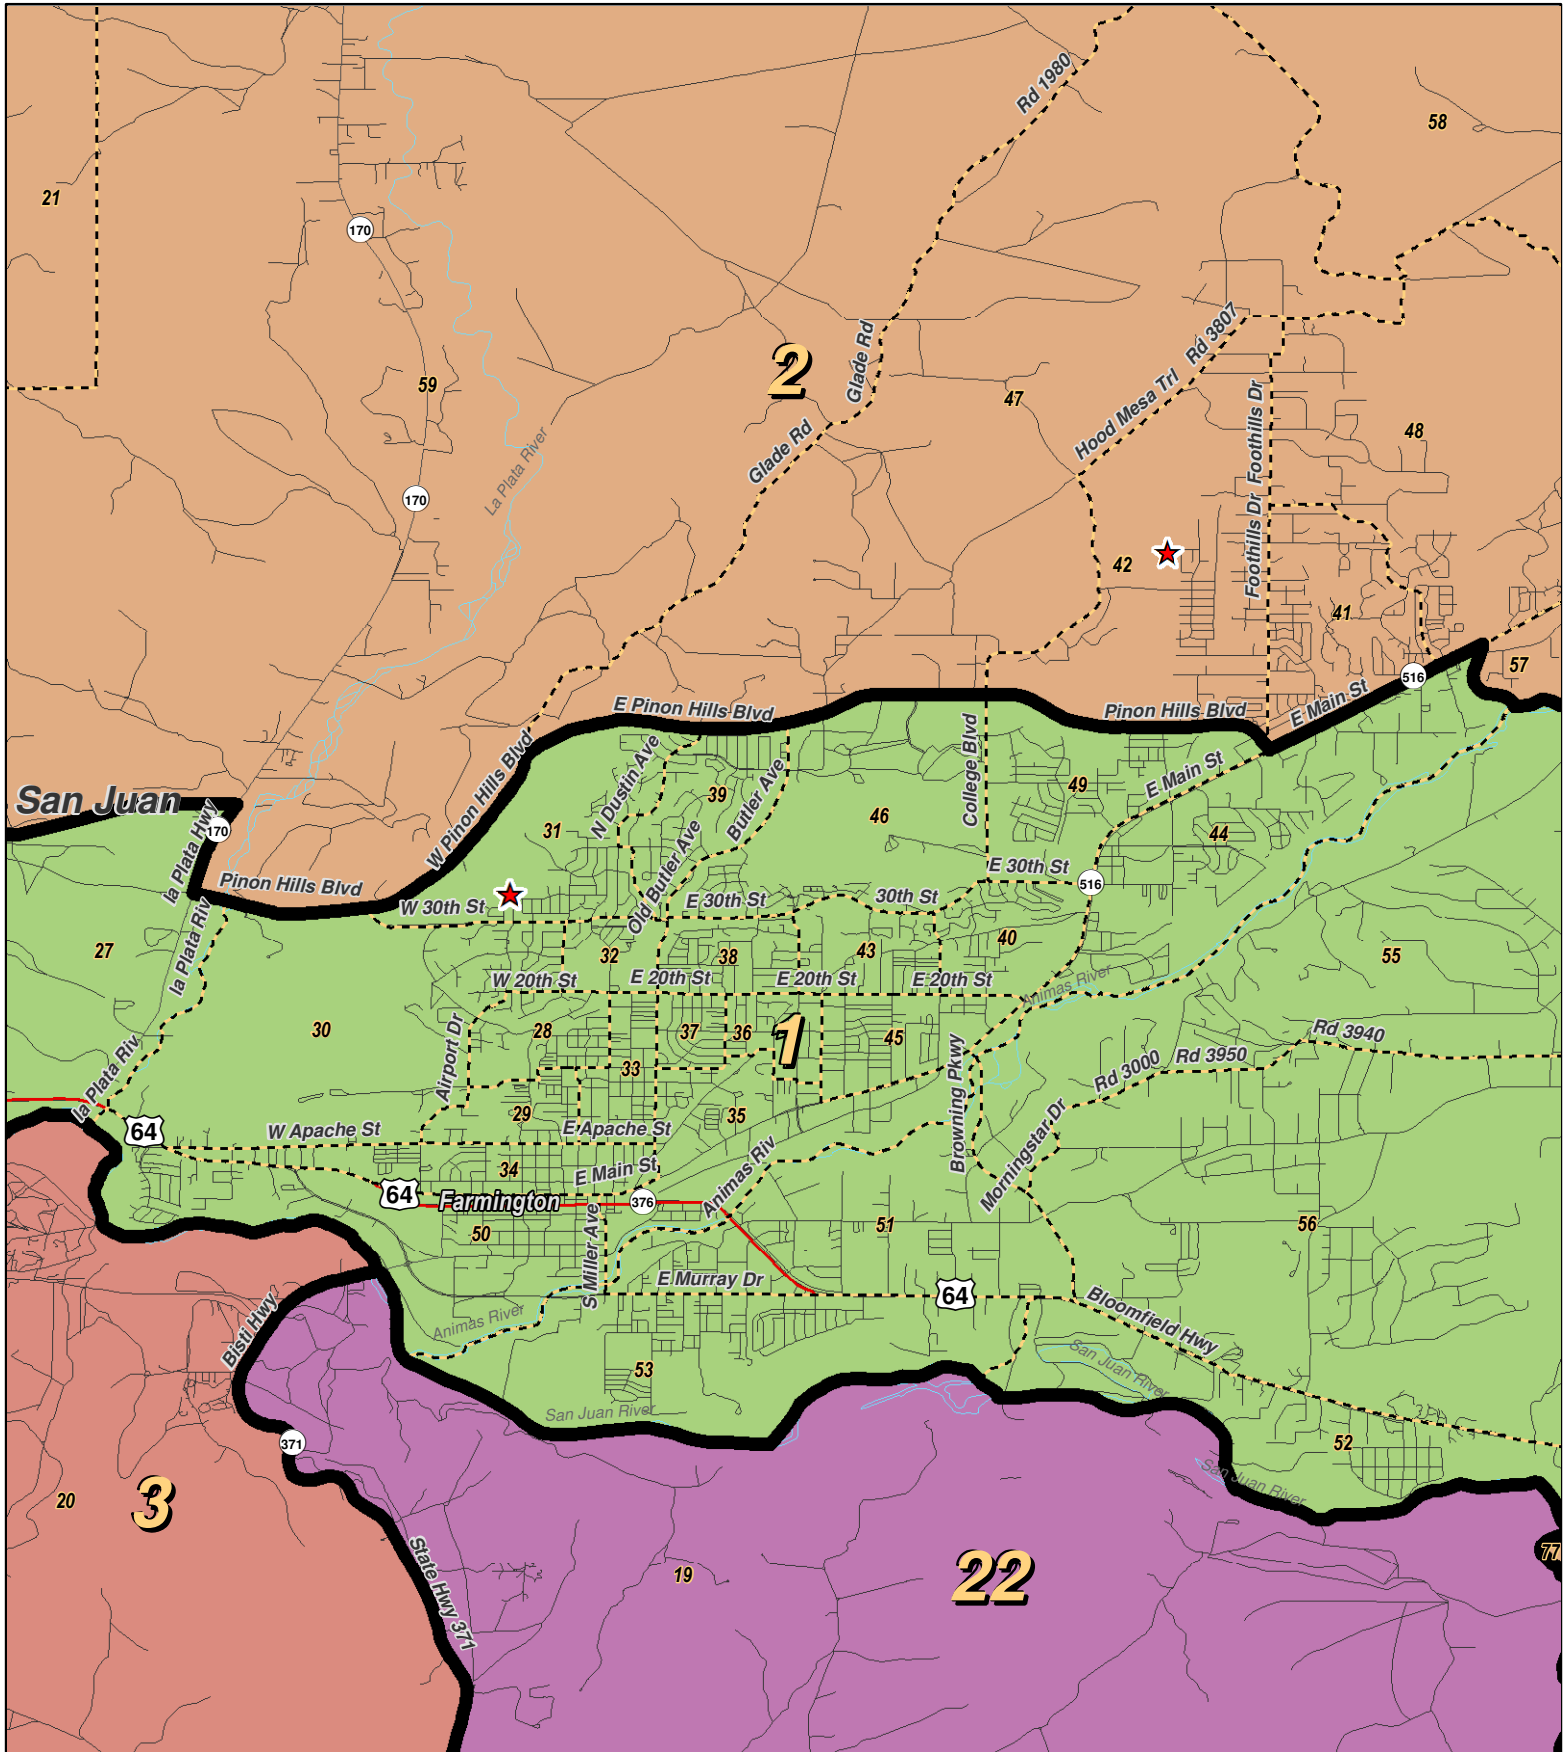 Rd 1980
58
21
170
2
Glade Rd
Rd 3807
59
47
Hood Mesa Trl
Foothills Dr
48
Glade Rd
La Plata River
170
Foothills Dr
42
41
57
516
E Pinon Hills Blvd
Pinon Hills Blvd
E Main St
W Pinon Hills Blvd
N Dustin Ave
Butler Ave
College Blvd
E Main St
49
39
San Juan
170
la Plata Hwy
31
46
44
Old Butler Ave
E 30th St
516
Pinon Hills Blvd
W 30th St
E 30th St
30th St
la Plata Riv
27
32
38
43
40
55
W 20th St
E 20th St
E 20th St
E 20th St
Animas River
30
Airport Dr
28
37
36
1
45
Browning Pkwy
Rd 3940
Rd 3950
Rd 3000
33
la Plata Riv
29
35
64
W Apache St
E Apache St
Morningstar Dr
34
E Main St
Animas Riv
64
Farmington
376
50
S Miller Ave
51
56
E Murray Dr
64
Bloomfield Hwy
Bisti Hwy
Animas River
San Juan River
53
San Juan River
371
52
San Juan River
20
3
State Hwy 371
19
22
77